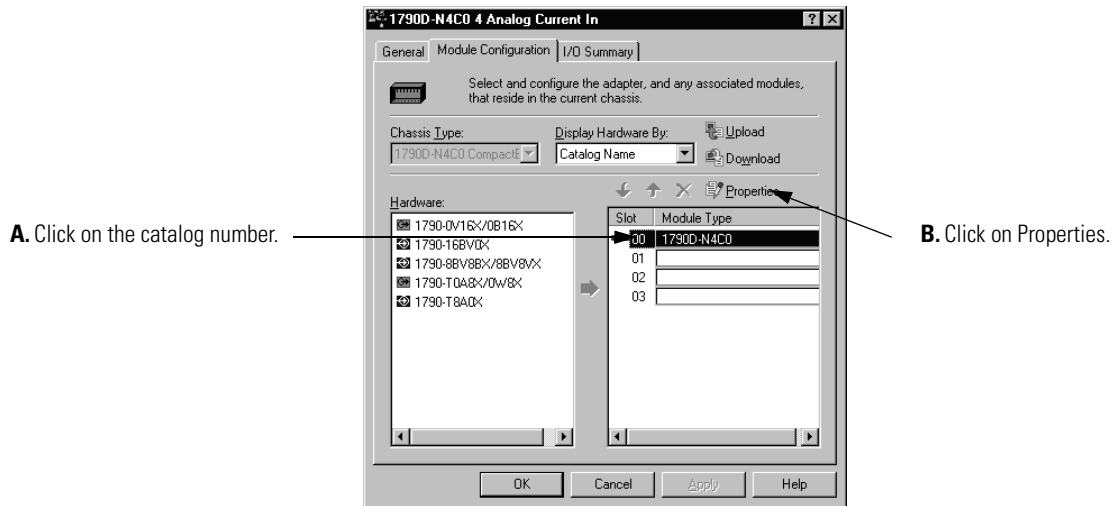 1790D-N4C0 4 Analog Current In
General Module Configuration I/O Summary
Select and configure the adapter, and any associated modules,
that reside in the current chassis.
Chassis Type:
Display Hardware By:
Upload
1790D-N4C0 CompactB
Catalog Name
Download
Properties
Hardware:
1790-0V16X/0B16X
1790-16BV0X
1790-8BV8BX/8BV8VX
1790-T0A8X/0W8X
1790-T8A0X
Slot Module Type
00 1790D-N4C0
01
02
03
A. Click on the catalog number.
B. Click on Properties.
OK Cancel Apply Help